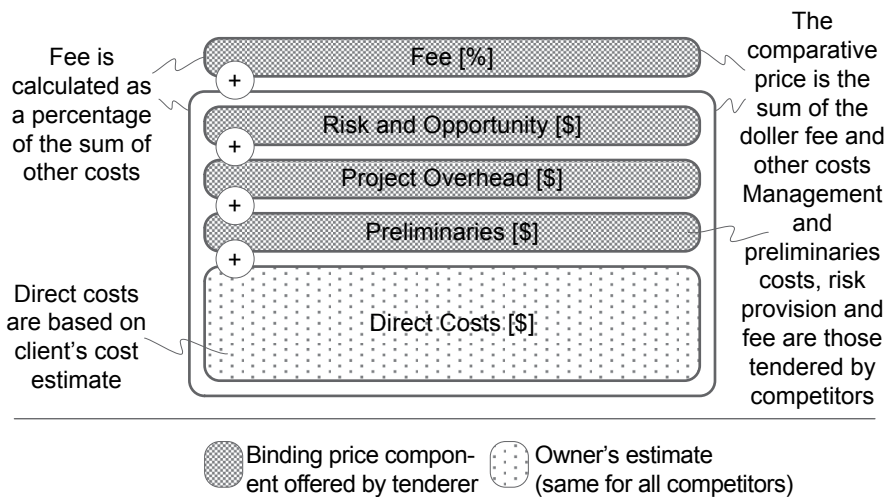 Fee is
calculated as
a percentage
of the sum of
other costs
Direct costs
are based on
client's cost
estimate
Fee [%]
+
Risk and Opportunity [$]
+
Project Overhead [$]
+
Preliminaries [$]
+
Direct Costs [$]
The
comparative
price is the
sum of the
doller fee and
other costs
Management
and
preliminaries
costs, risk
provision and
fee are those
tendered by
competitors
Binding price compon-
ent offered by tenderer
Owner's estimate
(same for all competitors)